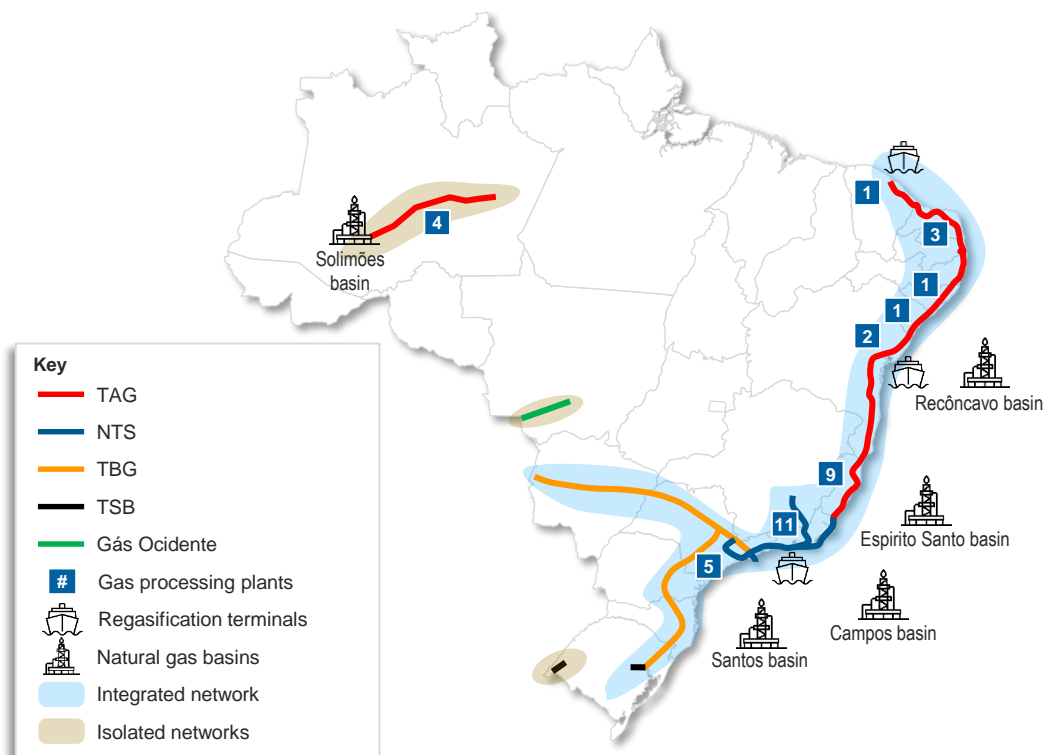 1
3
4
Solimões
basin
1
1
2
Recôncavo basin
Key
TAG
NTS
TBG
TSB
Gás Ocidente
# Gas processing plants
Regasification terminals
Natural gas basins
Integrated network
Isolated networks
9
11
Espirito Santo basin
5
Campos basin
Santos basin